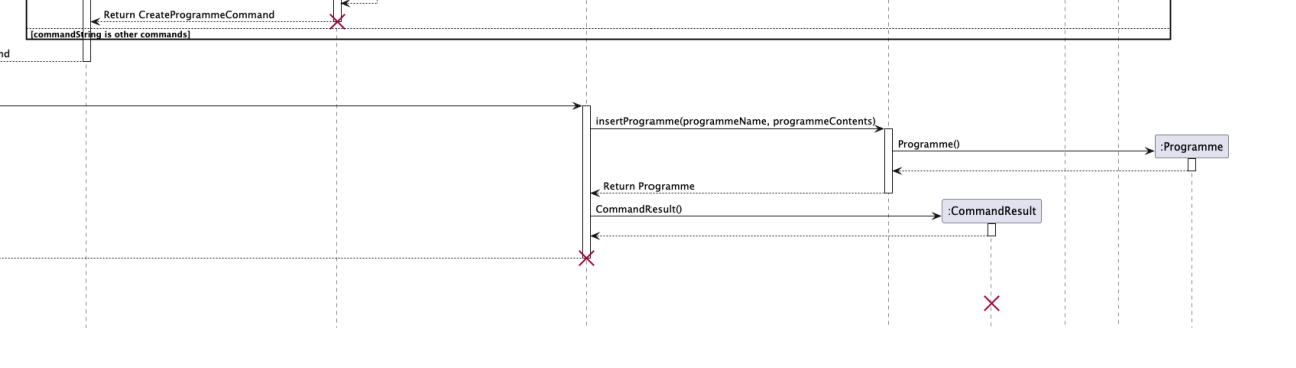 Return CreateProgrammeCommand
[commandString is other commands]
nd
insertProgramme(programmeName, programmeContents)
Programme()
:Programme
Return Programme
CommandResult()
:CommandResult